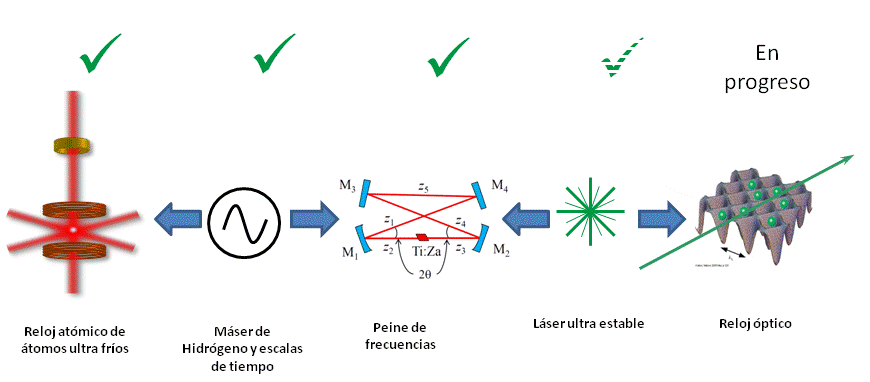 En
progreso
M3
z5
M4
z1
z4
M1
z2
Ti:Za
z3
M2
2θ
Reloj atómico de
átomos ultra fríos
Máser de
Hidrógeno y escalas
de tiempo
Peine de
frecuencias
Láser ultra estable
Reloj óptico